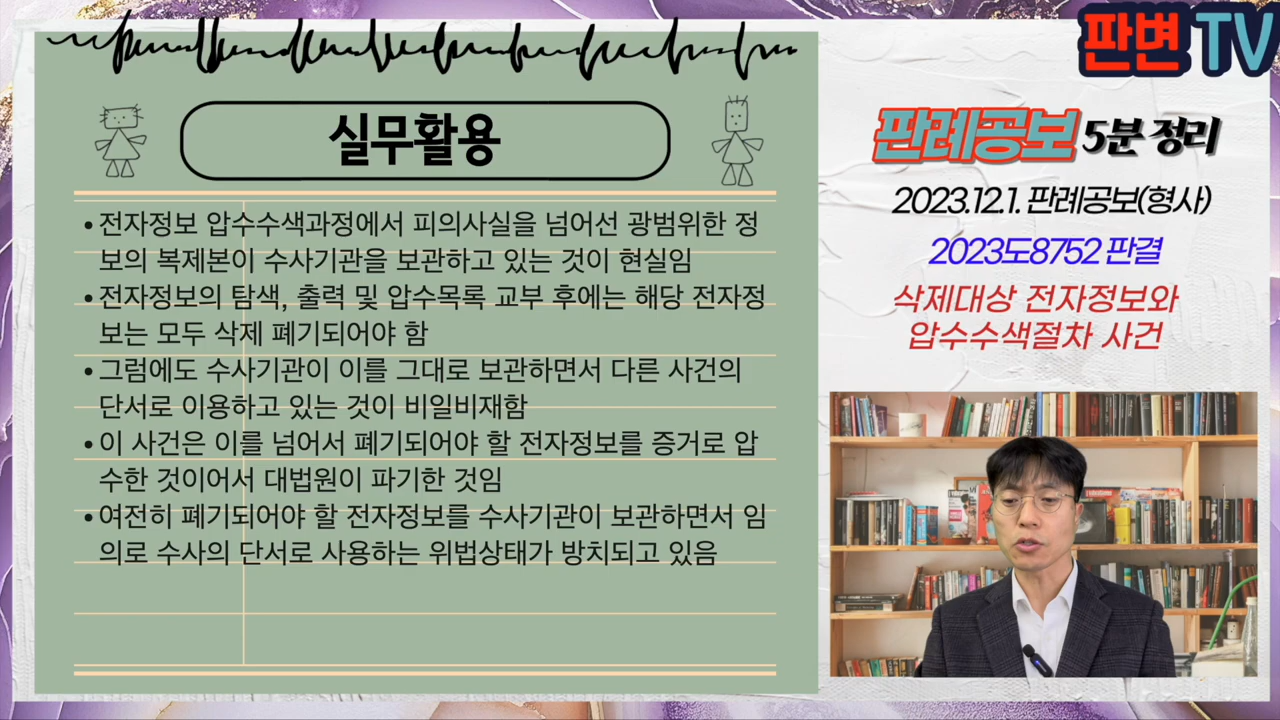 판변 TV
실무활용
• 전자정보 압수수색과정에서 피의사실을 넘어선 광범위한 정
보의 복제본이 수사기관을 보관하고 있는 것이 현실임
• 전자정보의 탐색, 출력 및 압수목록 교부 후에는 해당 전자정
보는 모두 삭제 폐기되어야 함
• 그럼에도 수사기관이 이를 그대로 보관하면서 다른 사건의
단서로 이용하고 있는 것이 비일비재함
• 이 사건은 이를 넘어서 폐기되어야 할 전자정보를 증거로 압
수한 것이어서 대법원이 파기한 것임
• 여전히 폐기되어야 할 전자정보를 수사기관이 보관하면서 임
의로 수사의 단서로 사용하는 위법상태가 방치되고 있음
판례공보 5분 정리
2023.12.1. 판례공보(형사)
2023도8752 판결
삭제대상 전자정보와
압수수색절차 사건